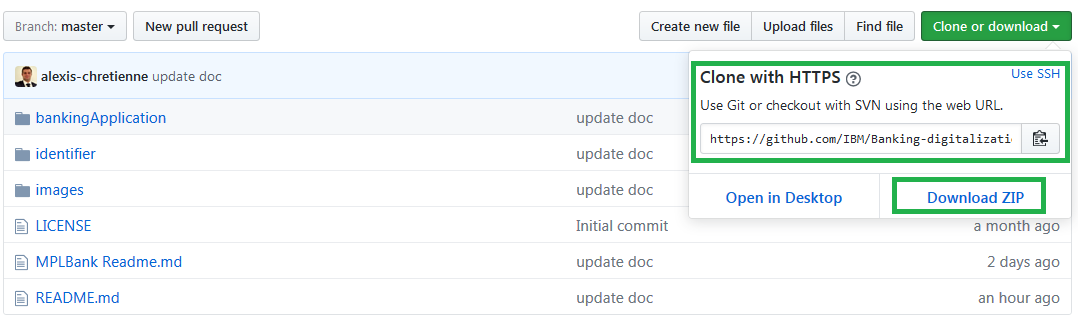 Branch: master New pull request Create new file Upload files Find file Clone or download
alexis-chretienne update doc
Clone with HTTPS ? Use SSH
Use Git or checkout with SVN using the web URL.
https://github.com/IBM/Banking-digitalizati
Open in Desktop Download ZIP
bankingApplication update doc
identifier update doc
images update doc
LICENSE Initial commit a month ago
MPLBank Readme.md update doc 2 days ago
README.md update doc an hour ago